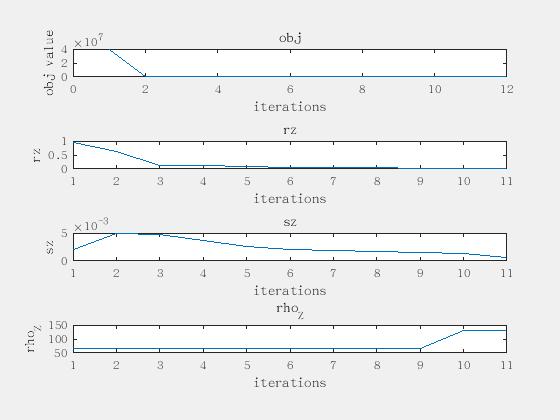 obj
×10^7
obj value
4
2
0
0 2 4 6 8 10 12
iterations
rz
rz
1
0.5
0
1 2 3 4 5 6 7 8 9 10 11
iterations
sz
×10^-3
sz
5
0
1 2 3 4 5 6 7 8 9 10 11
iterations
rho_z
rho_z
150
100
50
1 2 3 4 5 6 7 8 9 10 11
iterations